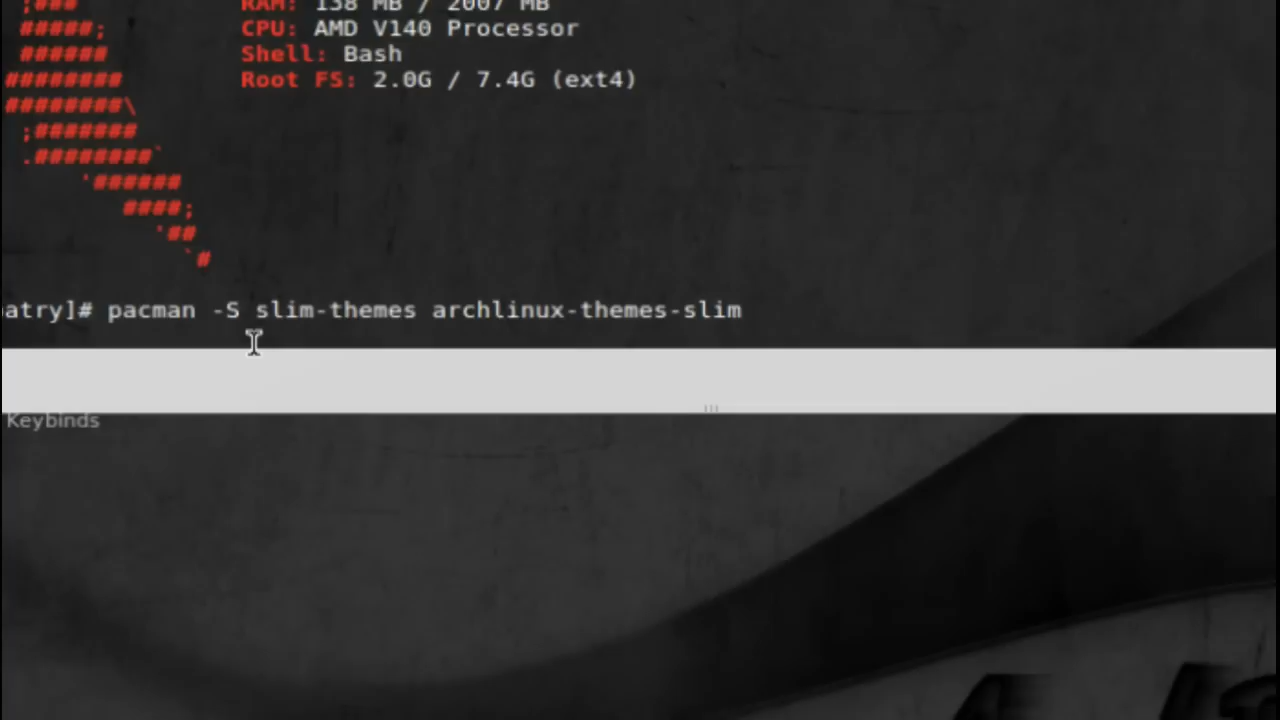 ;###
RAM: 138 MB / 2007 MB
#####;
CPU: AMD V140 Processor
######
Shell: Bash
########
Root FS: 2.0G / 7.4G (ext4)
########\
;#######
.########`
'######
####;
'##
`#
atry]# pacman -S slim-themes archlinux-themes-slim
Keybinds